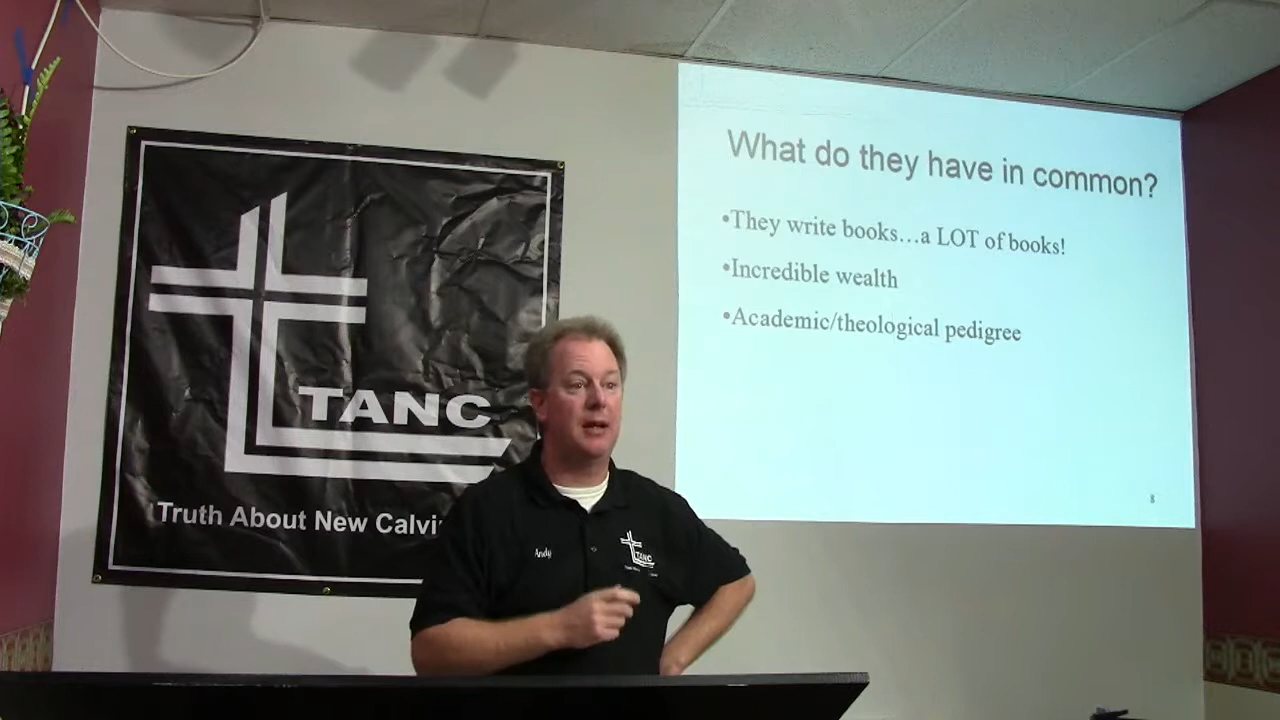 What do they have in common?
•They write books…a LOT of books!
•Incredible wealth
•Academic/theological pedigree
8
TANC
Truth About New Calvi
Andy
TANC